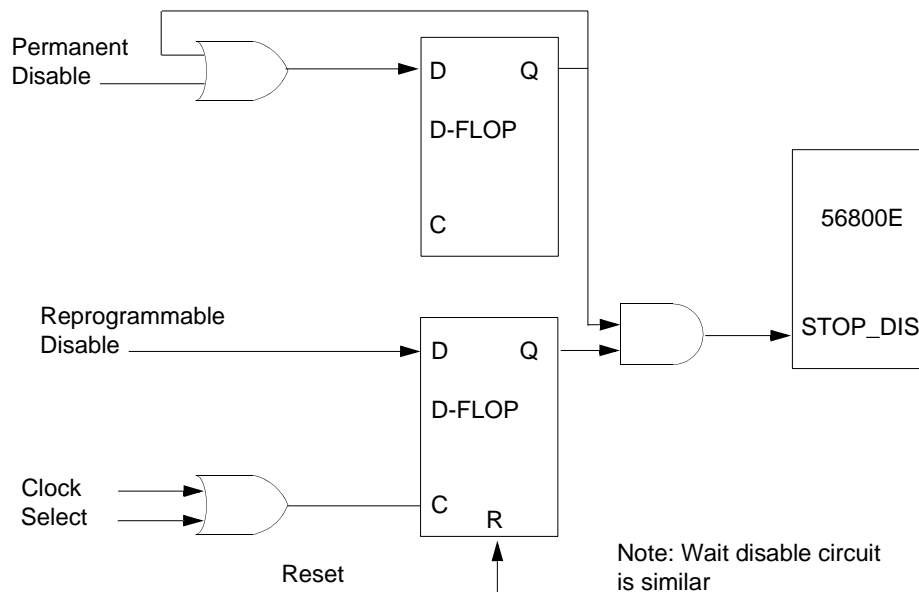 Permanent
Disable
D
Q
D-FLOP
C
56800E
STOP_DIS
Reprogrammable
Disable
D
Q
D-FLOP
Clock
Select
C
R
Reset
Note: Wait disable circuit
is similar